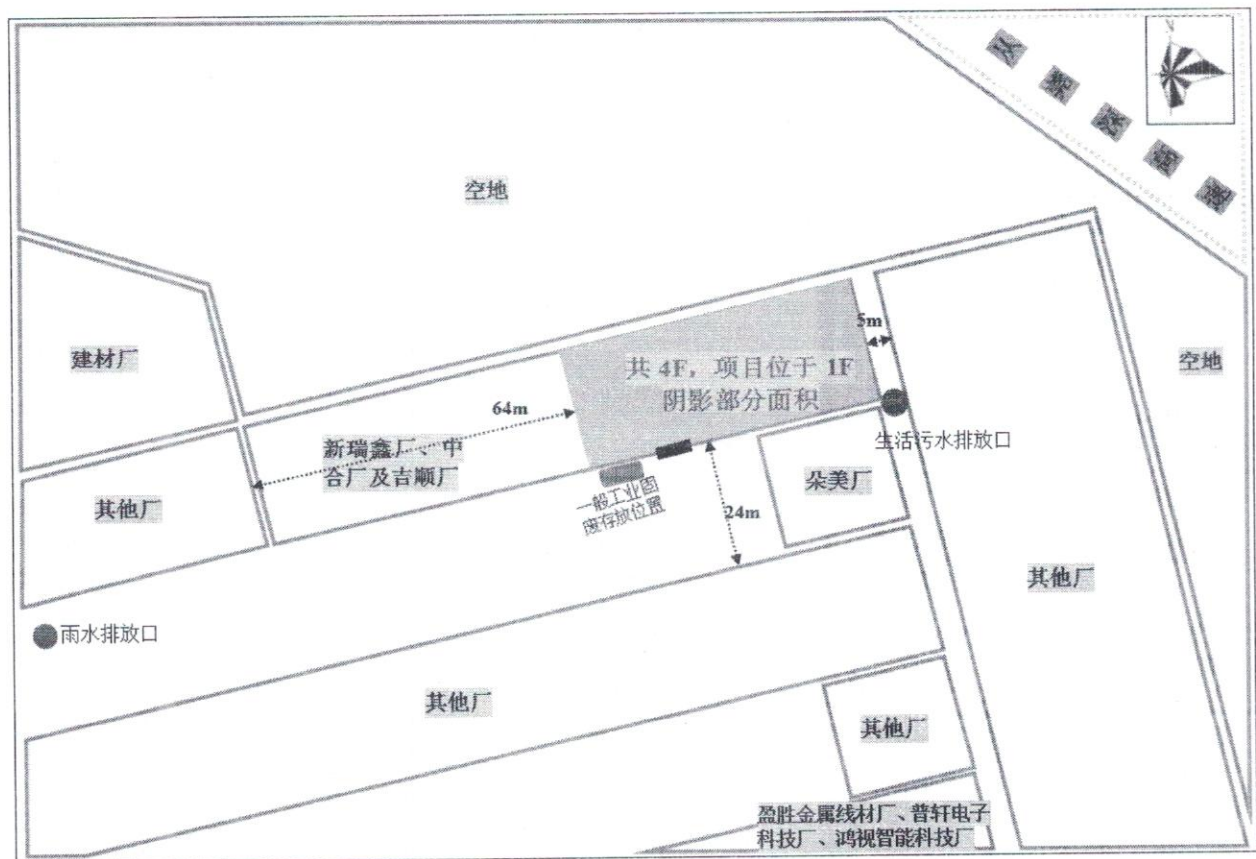 空地
建材厂
5m
共 4F，项目位于 1F
阴影部分面积
空地
64m
生活污水排放口
新瑞鑫厂、中
合厂及吉顺厂
朵美厂
一般工业固
废存放位置
其他厂
24m
其他厂
雨水排放口
其他厂
其他厂
盈胜金属线材厂、普轩电子
科技厂、鸿视智能科技厂